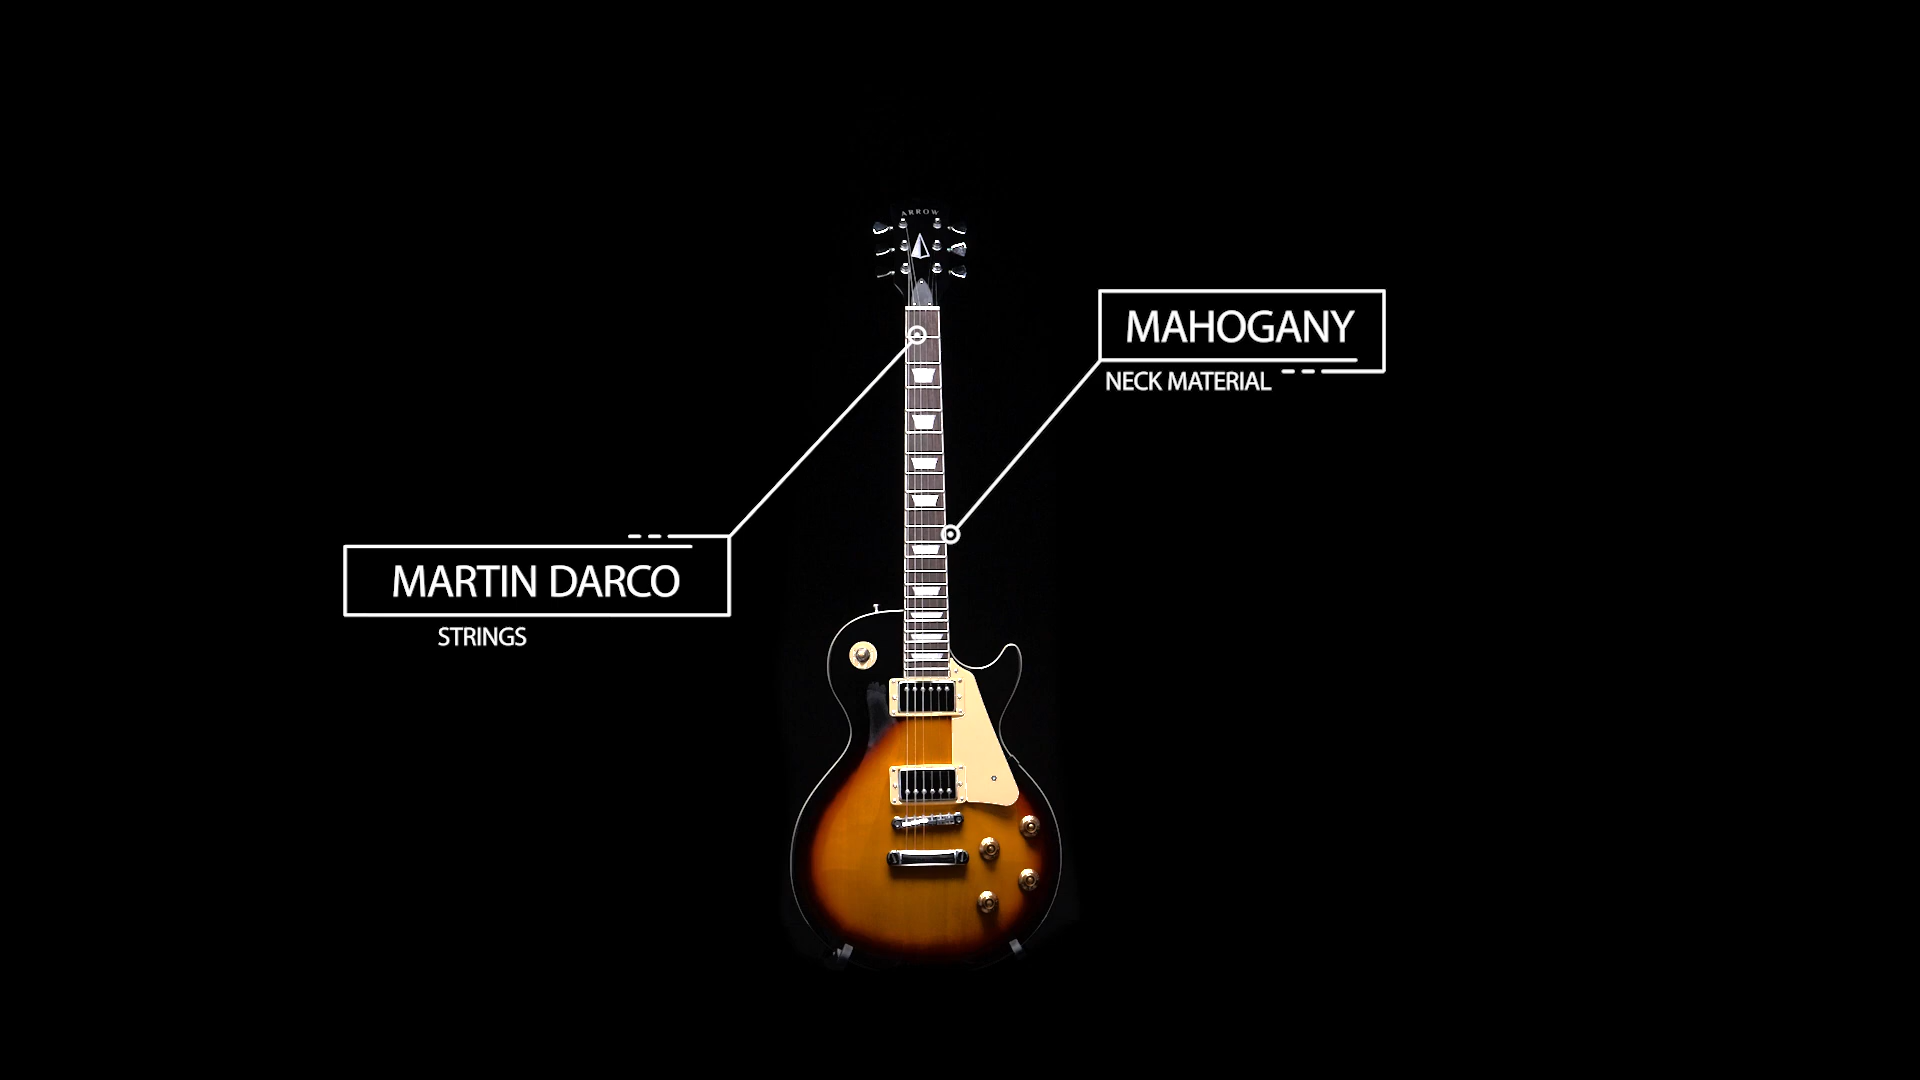 ARROW
MAHOGANY
NECK MATERIAL
MARTIN DARCO
STRINGS